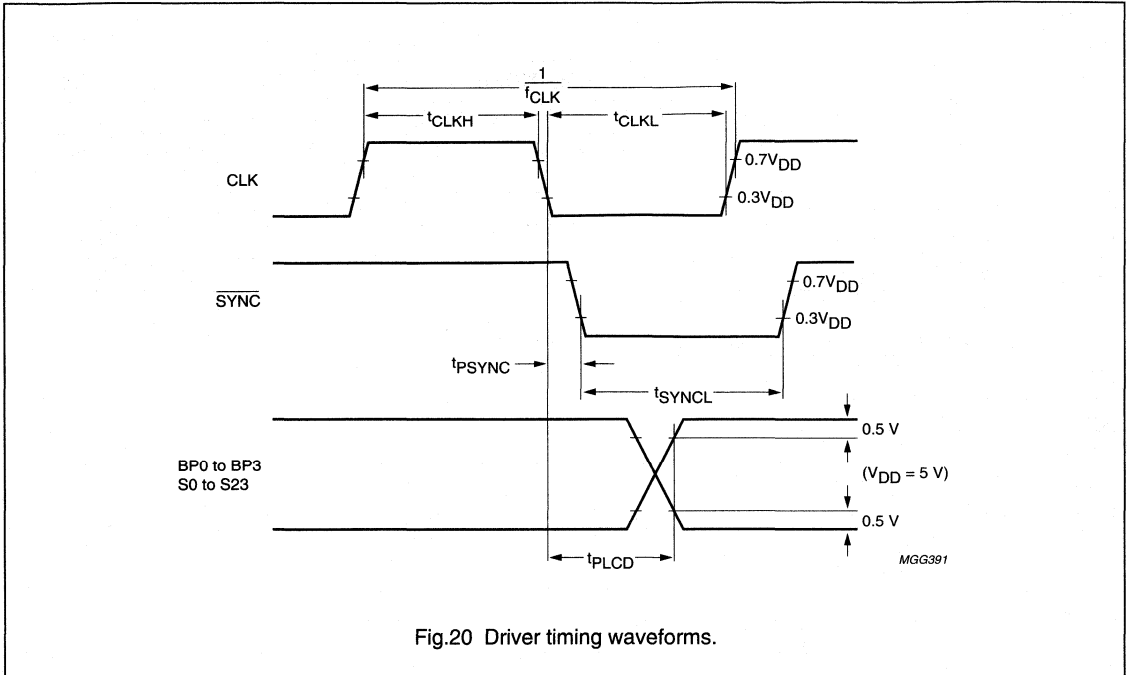 1
fCLK
tCLKH
tCLKL
CLK
0.7VDD
0.3VDD
SYNC
0.7VDD
0.3VDD
tPSYNC
tSYNCL
BP0 to BP3
S0 to S23
0.5 V
(VDD = 5 V)
0.5 V
tPLCD
MGG391
Fig.20 Driver timing waveforms.